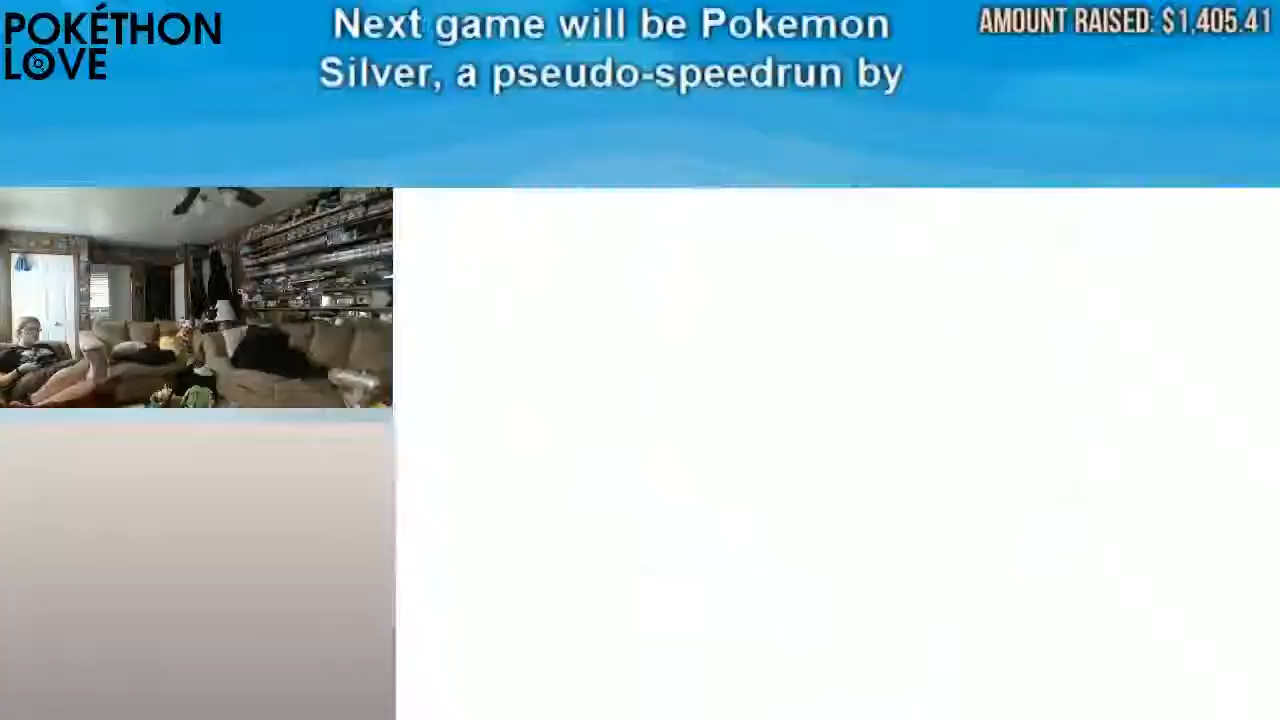 POKÉTHON
LOVE
Next game will be Pokemon
Silver, a pseudo-speedrun by
AMOUNT RAISED: $1,405.41